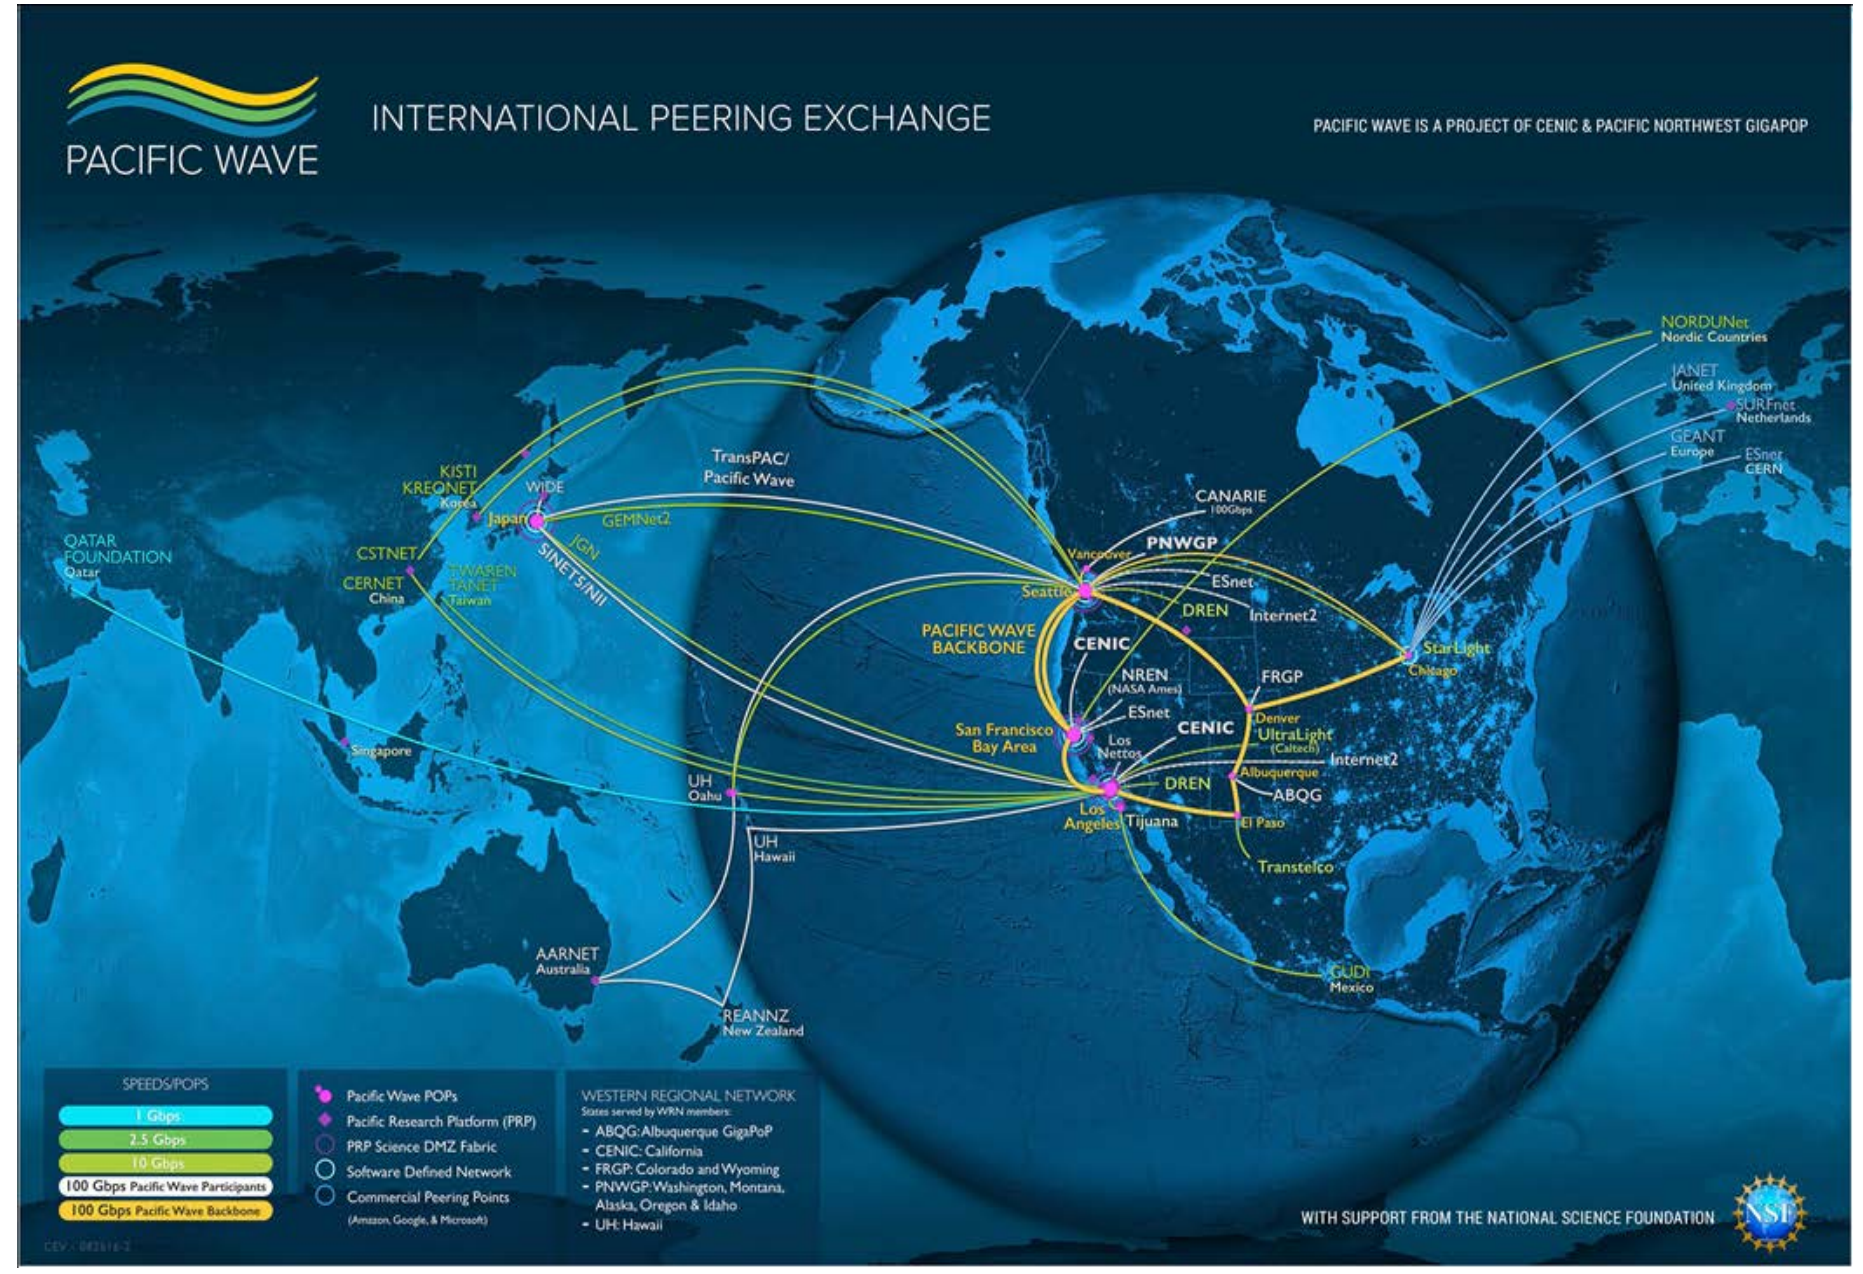 PACIFIC WAVE
INTERNATIONAL PEERING EXCHANGE
PACIFIC WAVE IS A PROJECT OF CENIC & PACIFIC NORTHWEST GIGAPOP
NORDUNet
Nordic Countries
JANET
United Kingdom
SURFnet
Netherlands
GEANT
Europe
ESnet
CERN
TransPAC/
Pacific Wave
KISTI
KREONET
Korea
WIDE
Japan
GEMNet2
JGN
SINET5/NII
QATAR
FOUNDATION
Qatar
CSTNET
CERNET
China
TWAREN
TANET
Taiwan
Singapore
CANARIE
100Gbps
PNWGP
Vancouver
Seattle
ESnet
Internet2
DREN
PACIFIC WAVE
BACKBONE
CENIC
NREN
(NASA Ames)
ESnet
FRGP
StarLight
Chicago
San Francisco
Bay Area
Los
Nettos
CENIC
Denver
UltraLight
(Caltech)
Internet2
Albuquerque
DREN
ABQG
Los
Angeles
Tijuana
El Paso
Transtelco
UH
Oahu
UH
Hawaii
AARNET
Australia
REANNZ
New Zealand
CUDI
Mexico
SPEEDS/POPS
1 Gbps
2.5 Gbps
10 Gbps
100 Gbps Pacific Wave Participants
100 Gbps Pacific Wave Backbone
Pacific Wave POPs
Pacific Research Platform (PRP)
PRP Science DMZ Fabric
Software Defined Network
Commercial Peering Points
(Amazon, Google, & Microsoft)
WESTERN REGIONAL NETWORK
States served by WRN members:
- ABQG: Albuquerque GigaPoP
- CENIC: California
- FRGP: Colorado and Wyoming
- PNWGP: Washington, Montana,
Alaska, Oregon & Idaho
- UH: Hawaii
WITH SUPPORT FROM THE NATIONAL SCIENCE FOUNDATION
NSF